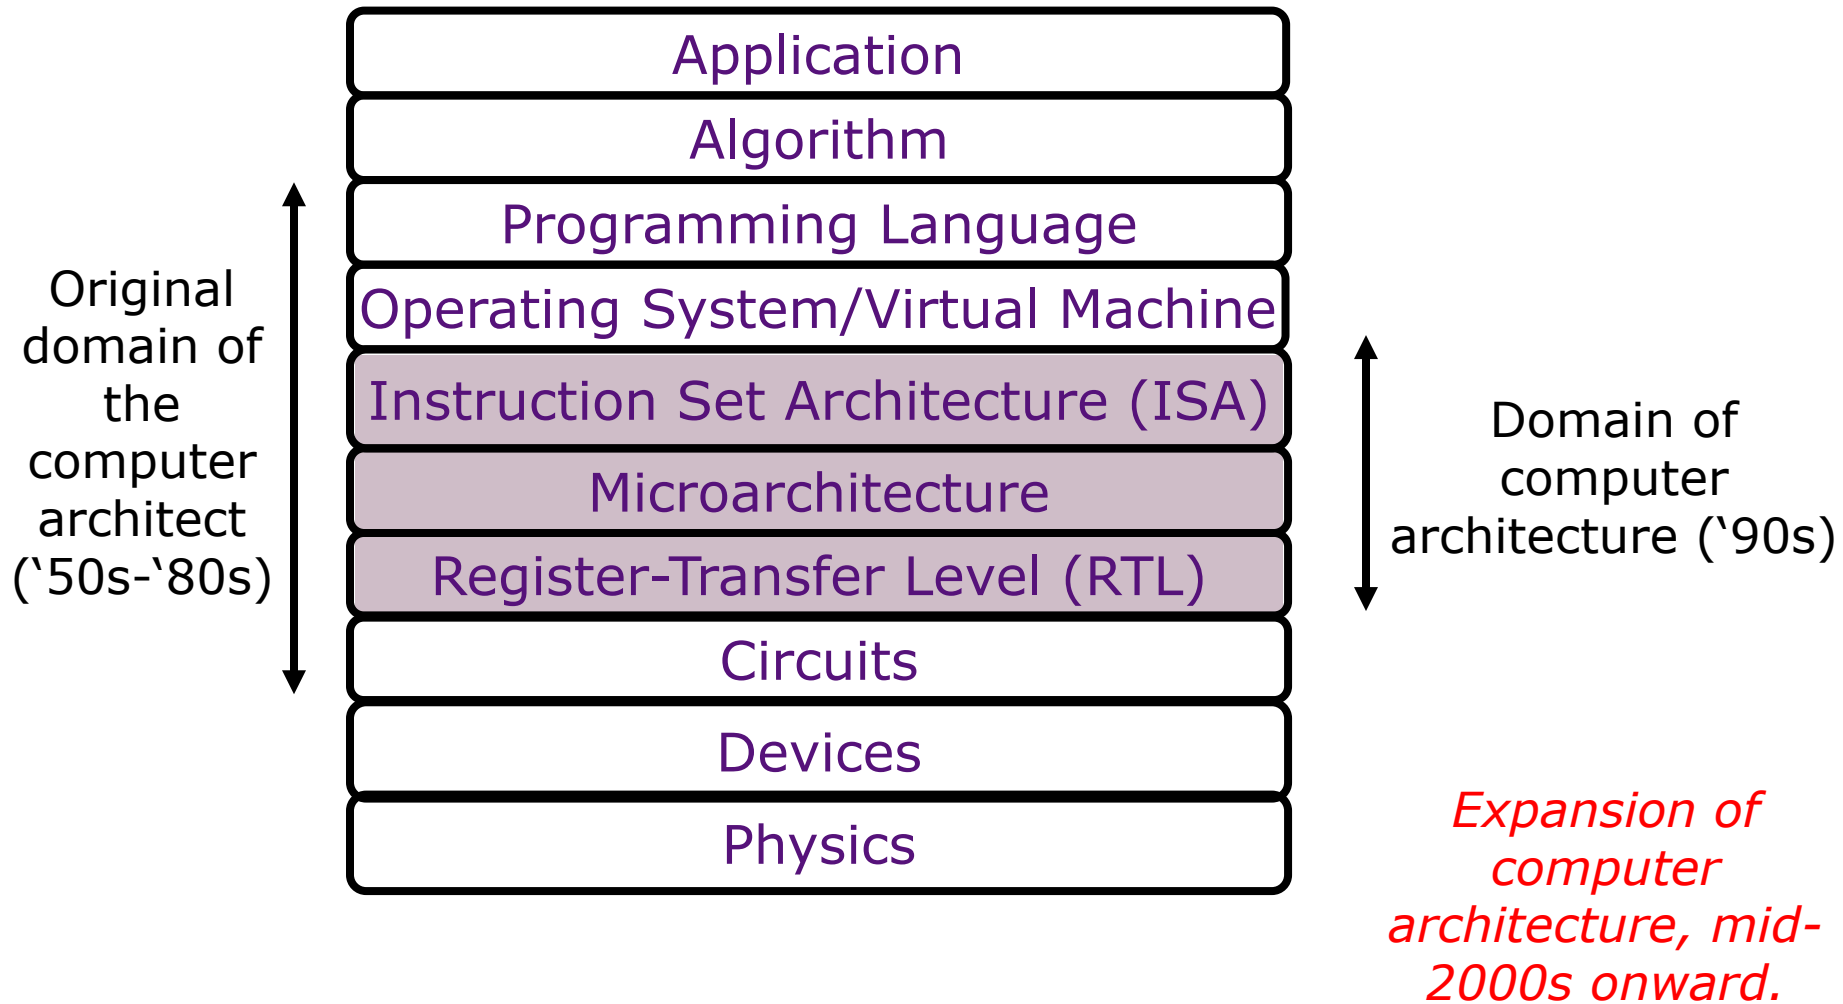 Application
Algorithm
Programming Language
Operating System/Virtual Machine
Instruction Set Architecture (ISA)
Microarchitecture
Register-Transfer Level (RTL)
Circuits
Devices
Physics
Original
domain of
the
computer
architect
(‘50s-‘80s)
Domain of
computer
architecture (‘90s)
Expansion of
computer
architecture, mid-
2000s onward.